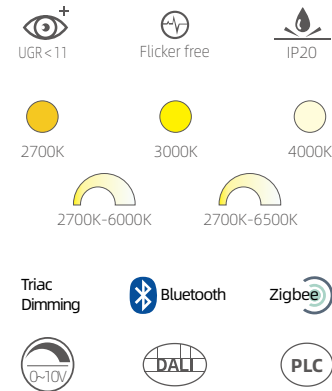 UGR<11
Flicker free
IP20
2700K
3000K
4000K
2700K-6000K
2700K-6500K
Triac
Dimming
Bluetooth
Zigbee
0~10V
DALI
PLC